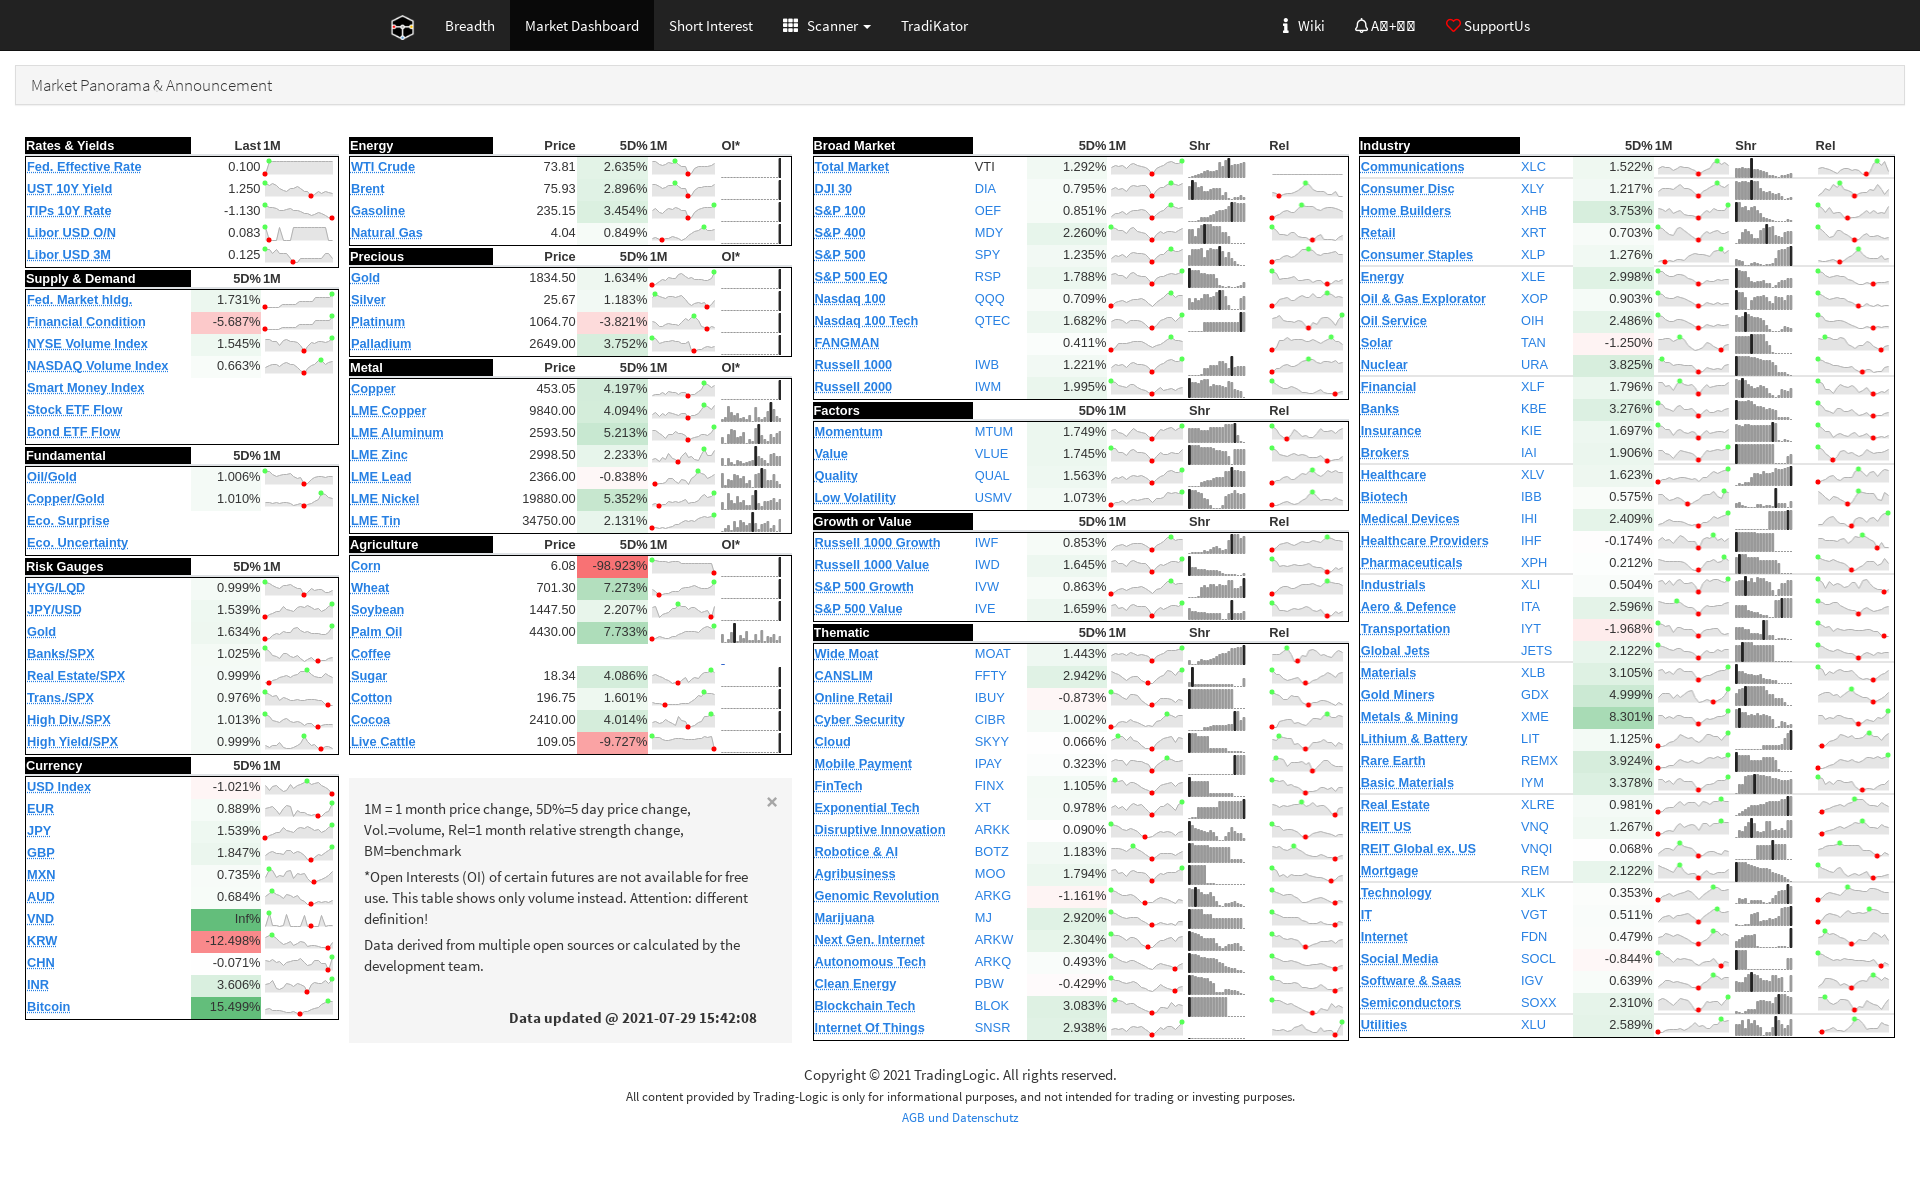 Breadth Market Dashboard Short Interest Scanner TradiKator Wiki SupportUs
Market Panorama & Announcement
Rates & Yields Last 1M
Fed. Effective Rate 0.100
UST 10Y Yield 1.250
TIPs 10Y Rate -1.130
Libor USD O/N 0.083
Libor USD 3M 0.125
Supply & Demand 5D% 1M
Fed. Market hldg. 1.731%
Financial Condition -5.687%
NYSE Volume Index 1.545%
NASDAQ Volume Index 0.663%
Smart Money Index
Stock ETF Flow
Bond ETF Flow
Fundamental 5D% 1M
Oil/Gold 1.006%
Copper/Gold 1.010%
Eco. Surprise
Eco. Uncertainty
Risk Gauges 5D% 1M
HYG/LQD 0.999%
JPY/USD 1.539%
Gold 1.634%
Banks/SPX 1.025%
Real Estate/SPX 0.999%
Trans./SPX 0.976%
High Div./SPX 1.013%
High Yield/SPX 0.999%
Currency 5D% 1M
USD Index -1.021%
EUR 0.889%
JPY 1.539%
GBP 1.847%
MXN 0.735%
AUD 0.684%
VND Inf%
KRW -12.498%
CHN -0.071%
INR 3.606%
Bitcoin 15.499%
Energy Price 5D% 1M OI*
WTI Crude 73.81 2.635%
Brent 75.93 2.896%
Gasoline 235.15 3.454%
Natural Gas 4.04 0.849%
Precious Price 5D% 1M OI*
Gold 1834.50 1.634%
Silver 25.67 1.183%
Platinum 1064.70 -3.821%
Palladium 2649.00 3.752%
Metal Price 5D% 1M OI*
Copper 453.05 4.197%
LME Copper 9840.00 4.094%
LME Aluminum 2593.50 5.213%
LME Zinc 2998.50 2.233%
LME Lead 2366.00 -0.838%
LME Nickel 19880.00 5.352%
LME Tin 34750.00 2.131%
Agriculture Price 5D% 1M OI*
Corn 6.08 -98.923%
Wheat 701.30 7.273%
Soybean 1447.50 2.207%
Palm Oil 4430.00 7.733%
Coffee -
Sugar 18.34 4.086%
Cotton 196.75 1.601%
Cocoa 2410.00 4.014%
Live Cattle 109.05 -9.727%
×
1M = 1 month price change, 5D%=5 day price change,
Vol.=volume, Rel=1 month relative strength change,
BM=benchmark
*Open Interests (OI) of certain futures are not available for free
use. This table shows only volume instead. Attention: different
definition!
Data derived from multiple open sources or calculated by the
development team.
Data updated @ 2021-07-29 15:42:08
Broad Market 5D% 1M Shr Rel
Total Market VTI 1.292%
DJI 30 DIA 0.795%
S&P 100 OEF 0.851%
S&P 400 MDY 2.260%
S&P 500 SPY 1.235%
S&P 500 EQ RSP 1.788%
Nasdaq 100 QQQ 0.709%
Nasdaq 100 Tech QTEC 1.682%
FANGMAN 0.411%
Russell 1000 IWB 1.221%
Russell 2000 IWM 1.995%
Factors 5D% 1M Shr Rel
Momentum MTUM 1.749%
Value VLUE 1.745%
Quality QUAL 1.563%
Low Volatility USMV 1.073%
Growth or Value 5D% 1M Shr Rel
Russell 1000 Growth IWF 0.853%
Russell 1000 Value IWD 1.645%
S&P 500 Growth IVW 0.863%
S&P 500 Value IVE 1.659%
Thematic 5D% 1M Shr Rel
Wide Moat MOAT 1.443%
CANSLIM FFTY 2.942%
Online Retail IBUY -0.873%
Cyber Security CIBR 1.002%
Cloud SKYY 0.066%
Mobile Payment IPAY 0.323%
FinTech FINX 1.105%
Exponential Tech XT 0.978%
Disruptive Innovation ARKK 0.090%
Robotice & AI BOTZ 1.183%
Agribusiness MOO 1.794%
Genomic Revolution ARKG -1.161%
Marijuana MJ 2.920%
Next Gen. Internet ARKW 2.304%
Autonomous Tech ARKQ 0.493%
Clean Energy PBW -0.429%
Blockchain Tech BLOK 3.083%
Internet Of Things SNSR 2.938%
Industry 5D% 1M Shr Rel
Communications XLC 1.522%
Consumer Disc XLY 1.217%
Home Builders XHB 3.753%
Retail XRT 0.703%
Consumer Staples XLP 1.276%
Energy XLE 2.998%
Oil & Gas Explorator XOP 0.903%
Oil Service OIH 2.486%
Solar TAN -1.250%
Nuclear URA 3.825%
Financial XLF 1.796%
Banks KBE 3.276%
Insurance KIE 1.697%
Brokers IAI 1.906%
Healthcare XLV 1.623%
Biotech IBB 0.575%
Medical Devices IHI 2.409%
Healthcare Providers IHF -0.174%
Pharmaceuticals XPH 0.212%
Industrials XLI 0.504%
Aero & Defence ITA 2.596%
Transportation IYT -1.968%
Global Jets JETS 2.122%
Materials XLB 3.105%
Gold Miners GDX 4.999%
Metals & Mining XME 8.301%
Lithium & Battery LIT 1.125%
Rare Earth REMX 3.924%
Basic Materials IYM 3.378%
Real Estate XLRE 0.981%
REIT US VNQ 1.267%
REIT Global ex. US VNQI 0.068%
Mortgage REM 2.122%
Technology XLK 0.353%
IT VGT 0.511%
Internet FDN 0.479%
Social Media SOCL -0.844%
Software & Saas IGV 0.639%
Semiconductors SOXX 2.310%
Utilities XLU 2.589%
Copyright © 2021 TradingLogic. All rights reserved.
All content provided by Trading-Logic is only for informational purposes, and not intended for trading or investing purposes.
AGB und Datenschutz